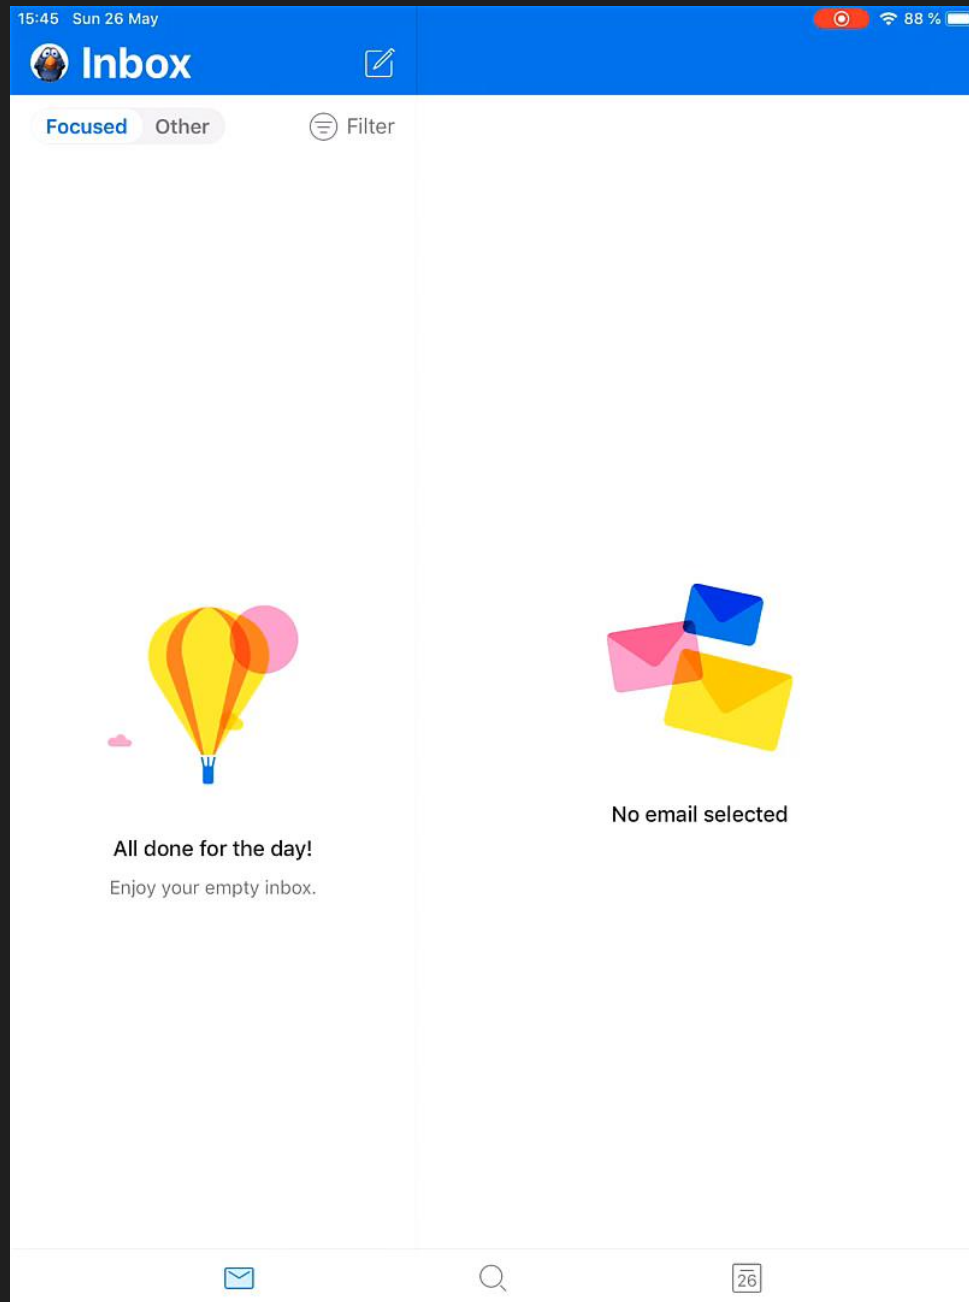 15:45 Sun 26 May
88 %
Inbox
Focused Other Filter
All done for the day!
Enjoy your empty inbox.
No email selected
26